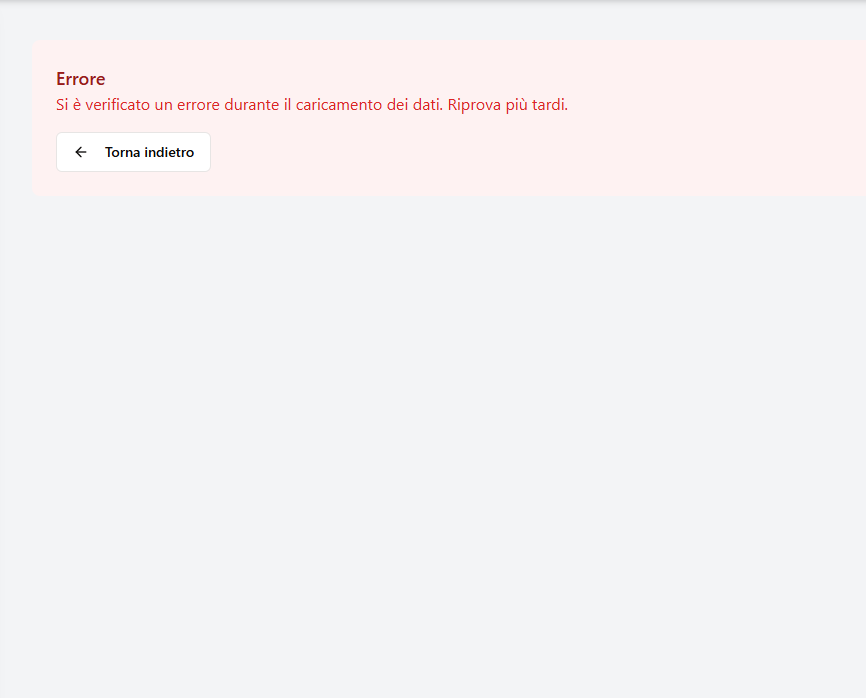 Errore
Si è verificato un errore durante il caricamento dei dati. Riprova più tardi.
Torna indietro